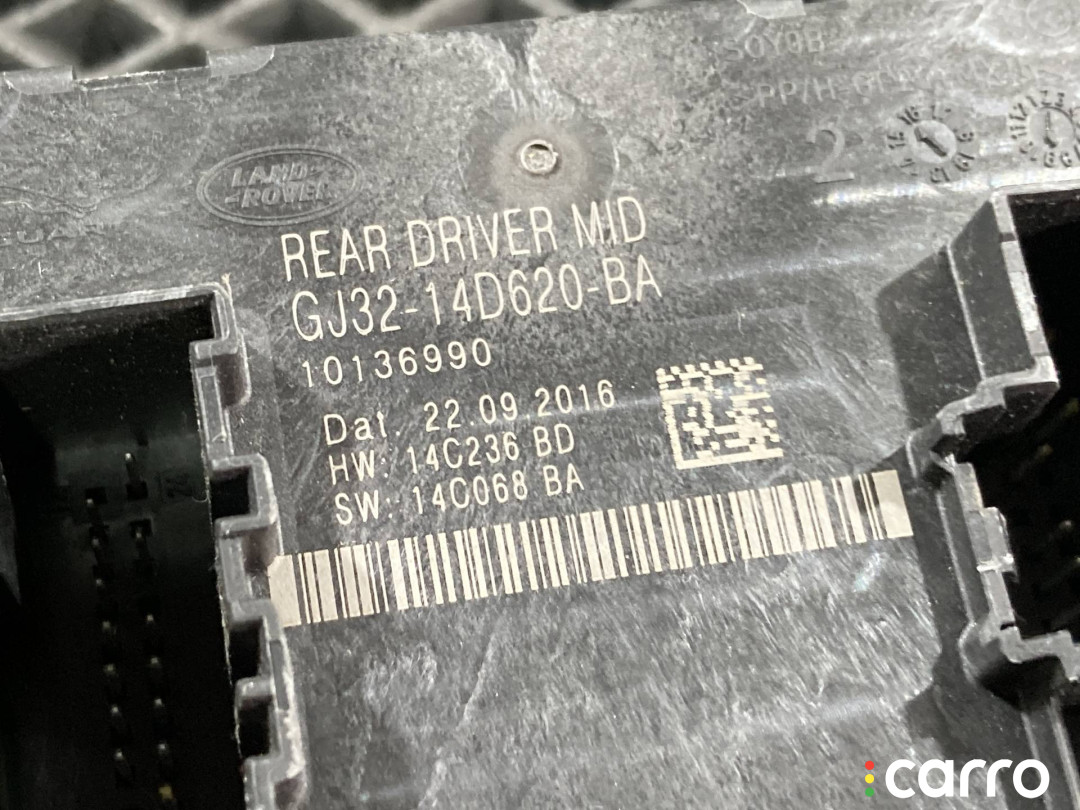 LAND-
-ROVER
REAR DRIVER MID
GJ32-14D620-BA
10136990
Dat. 22.09.2016
HW: 14C236 BD
SW: 14C068 BA
2
carro